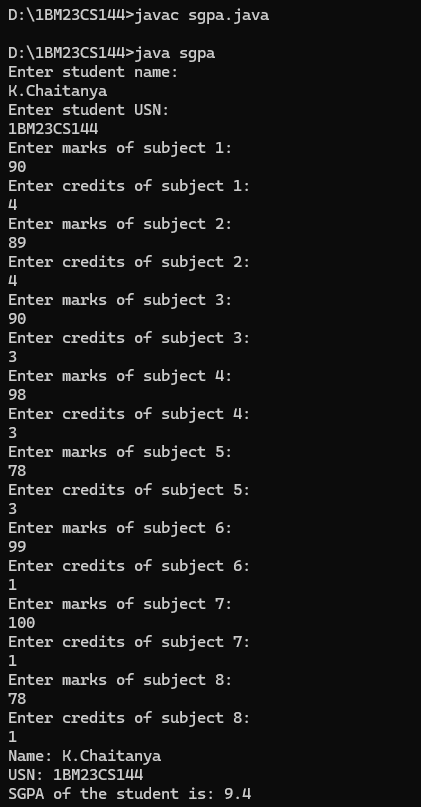 D:\1BM23CS144>javac sgpa.java
D:\1BM23CS144>java sgpa
Enter student name:
K.Chaitanya
Enter student USN:
1BM23CS144
Enter marks of subject 1:
90
Enter credits of subject 1:
4
Enter marks of subject 2:
89
Enter credits of subject 2:
4
Enter marks of subject 3:
90
Enter credits of subject 3:
3
Enter marks of subject 4:
98
Enter credits of subject 4:
3
Enter marks of subject 5:
78
Enter credits of subject 5:
3
Enter marks of subject 6:
99
Enter credits of subject 6:
1
Enter marks of subject 7:
100
Enter credits of subject 7:
1
Enter marks of subject 8:
78
Enter credits of subject 8:
1
Name: K.Chaitanya
USN: 1BM23CS144
SGPA of the student is: 9.4